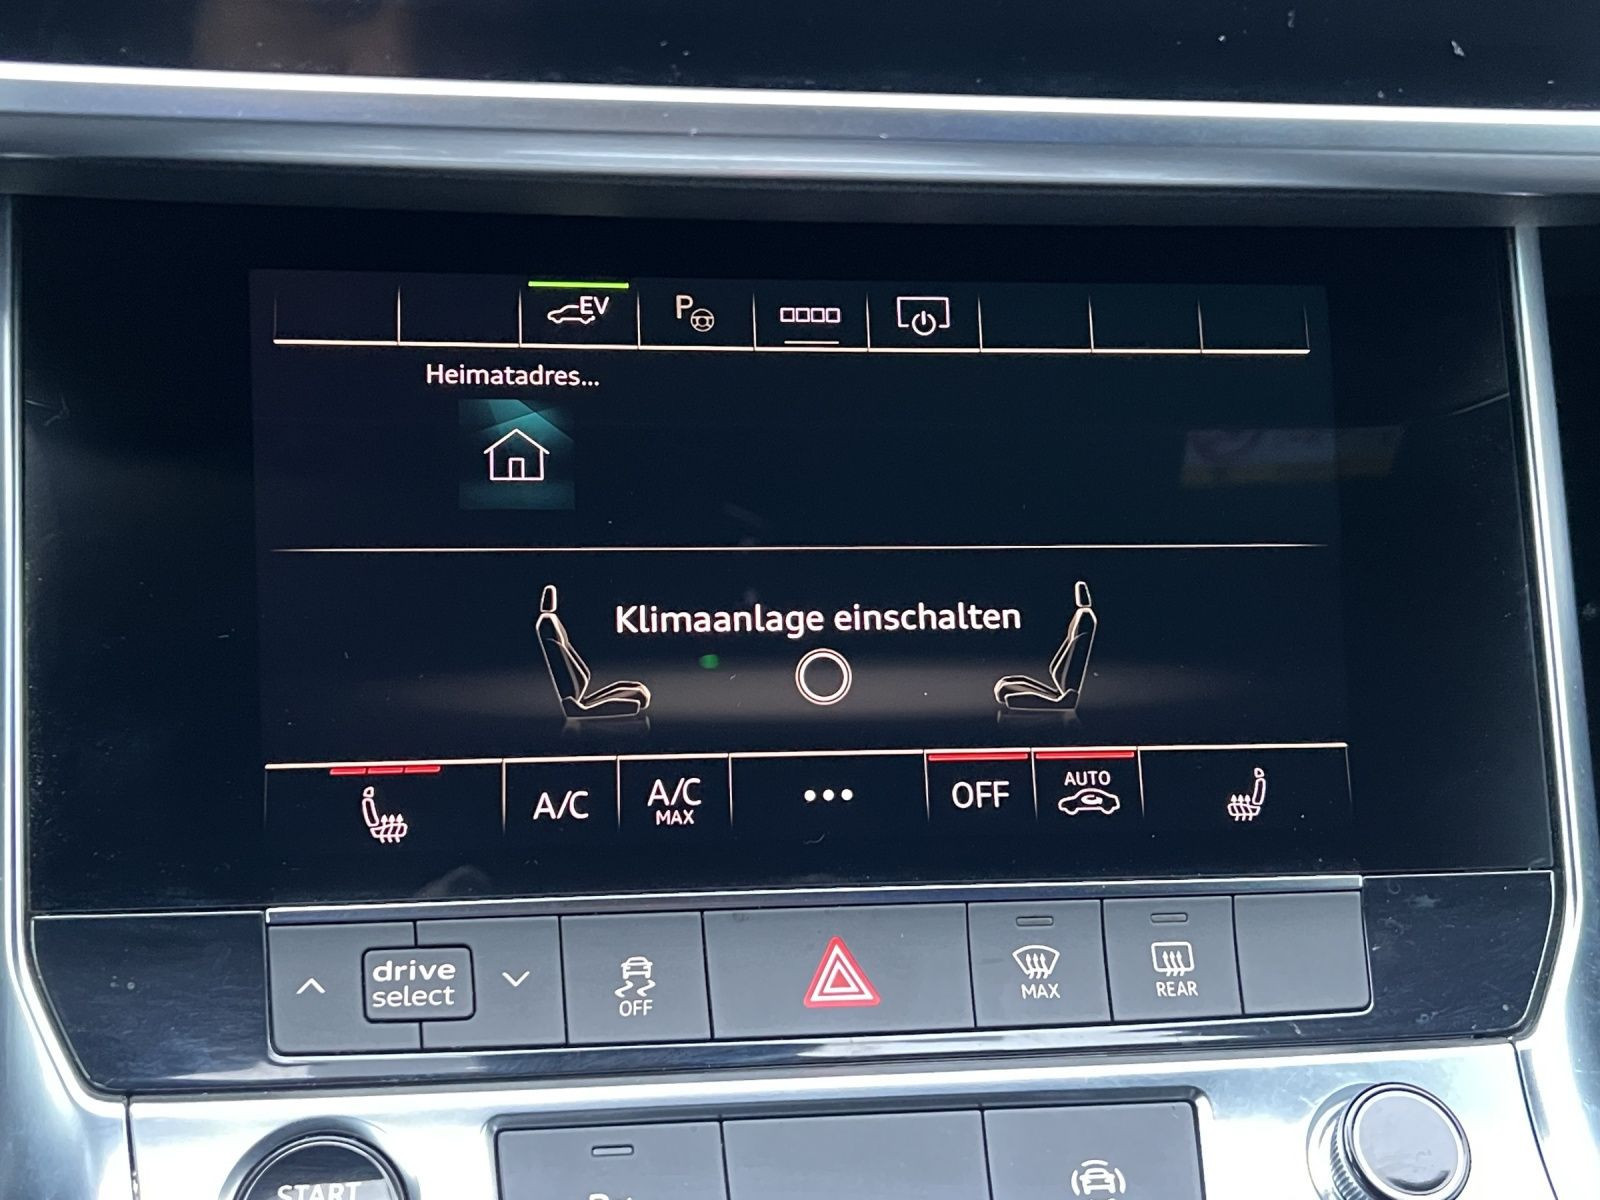 EV
P
Heimatadres...
Klimaanlage einschalten
A/C
A/C
MAX
OFF
AUTO
drive
select
OFF
MAX
REAR
START